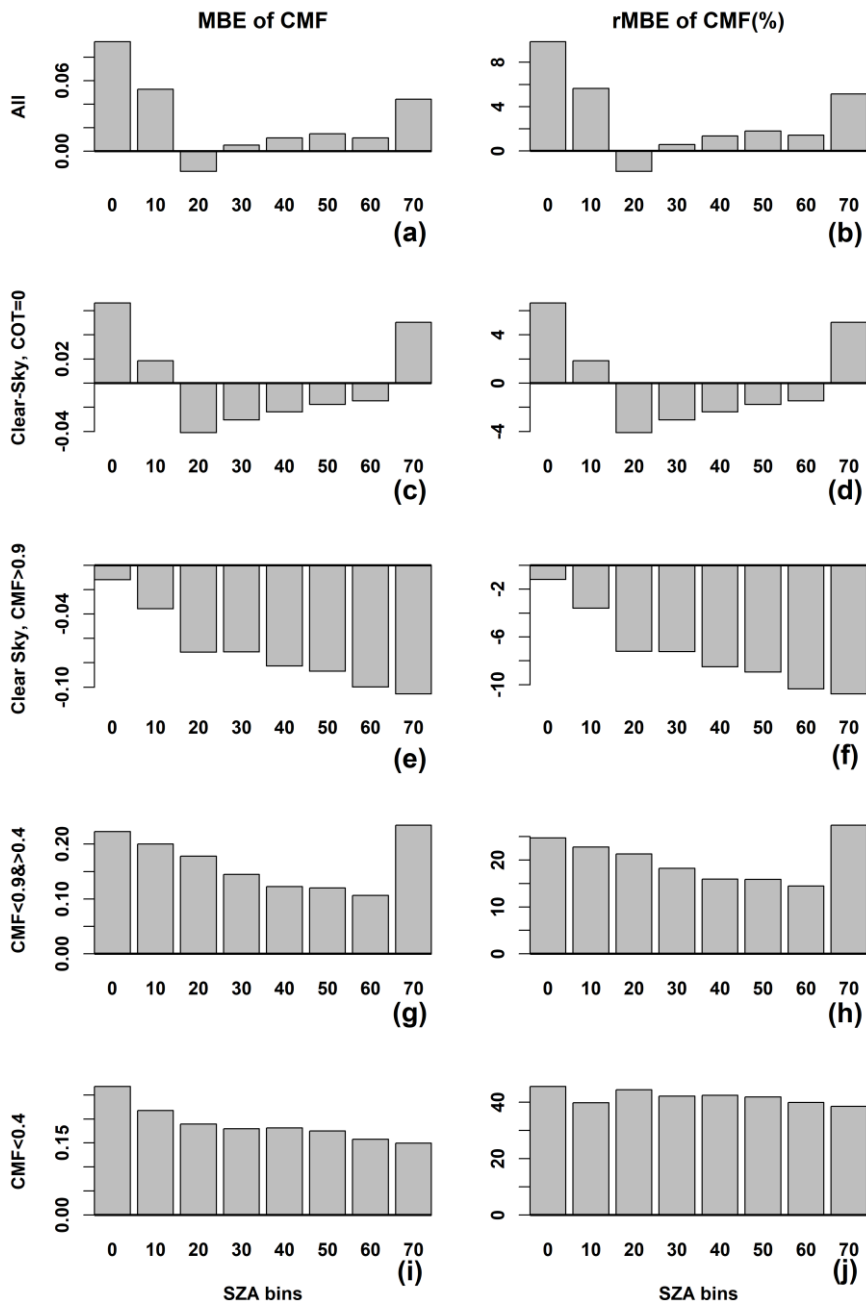 MBE of CMF
rMBE of CMF(%)
All
0.06
0.00
0 10 20 30 40 50 60 70
(a)
8
4
0
0 10 20 30 40 50 60 70
(b)
Clear-Sky, COT=0
0.02
-0.04
0 10 20 30 40 50 60 70
(c)
4
0
-4
0 10 20 30 40 50 60 70
(d)
Clear Sky, CMF>0.9
-0.04
-0.10
0 10 20 30 40 50 60 70
(e)
-2
-6
-10
0 10 20 30 40 50 60 70
(f)
CMF<0.9&>0.4
0.20
0.10
0.00
0 10 20 30 40 50 60 70
(g)
20
10
0
0 10 20 30 40 50 60 70
(h)
CMF<0.4
0.15
0.00
0 10 20 30 40 50 60 70
(i)
SZA bins
40
20
0
0 10 20 30 40 50 60 70
(j)
SZA bins